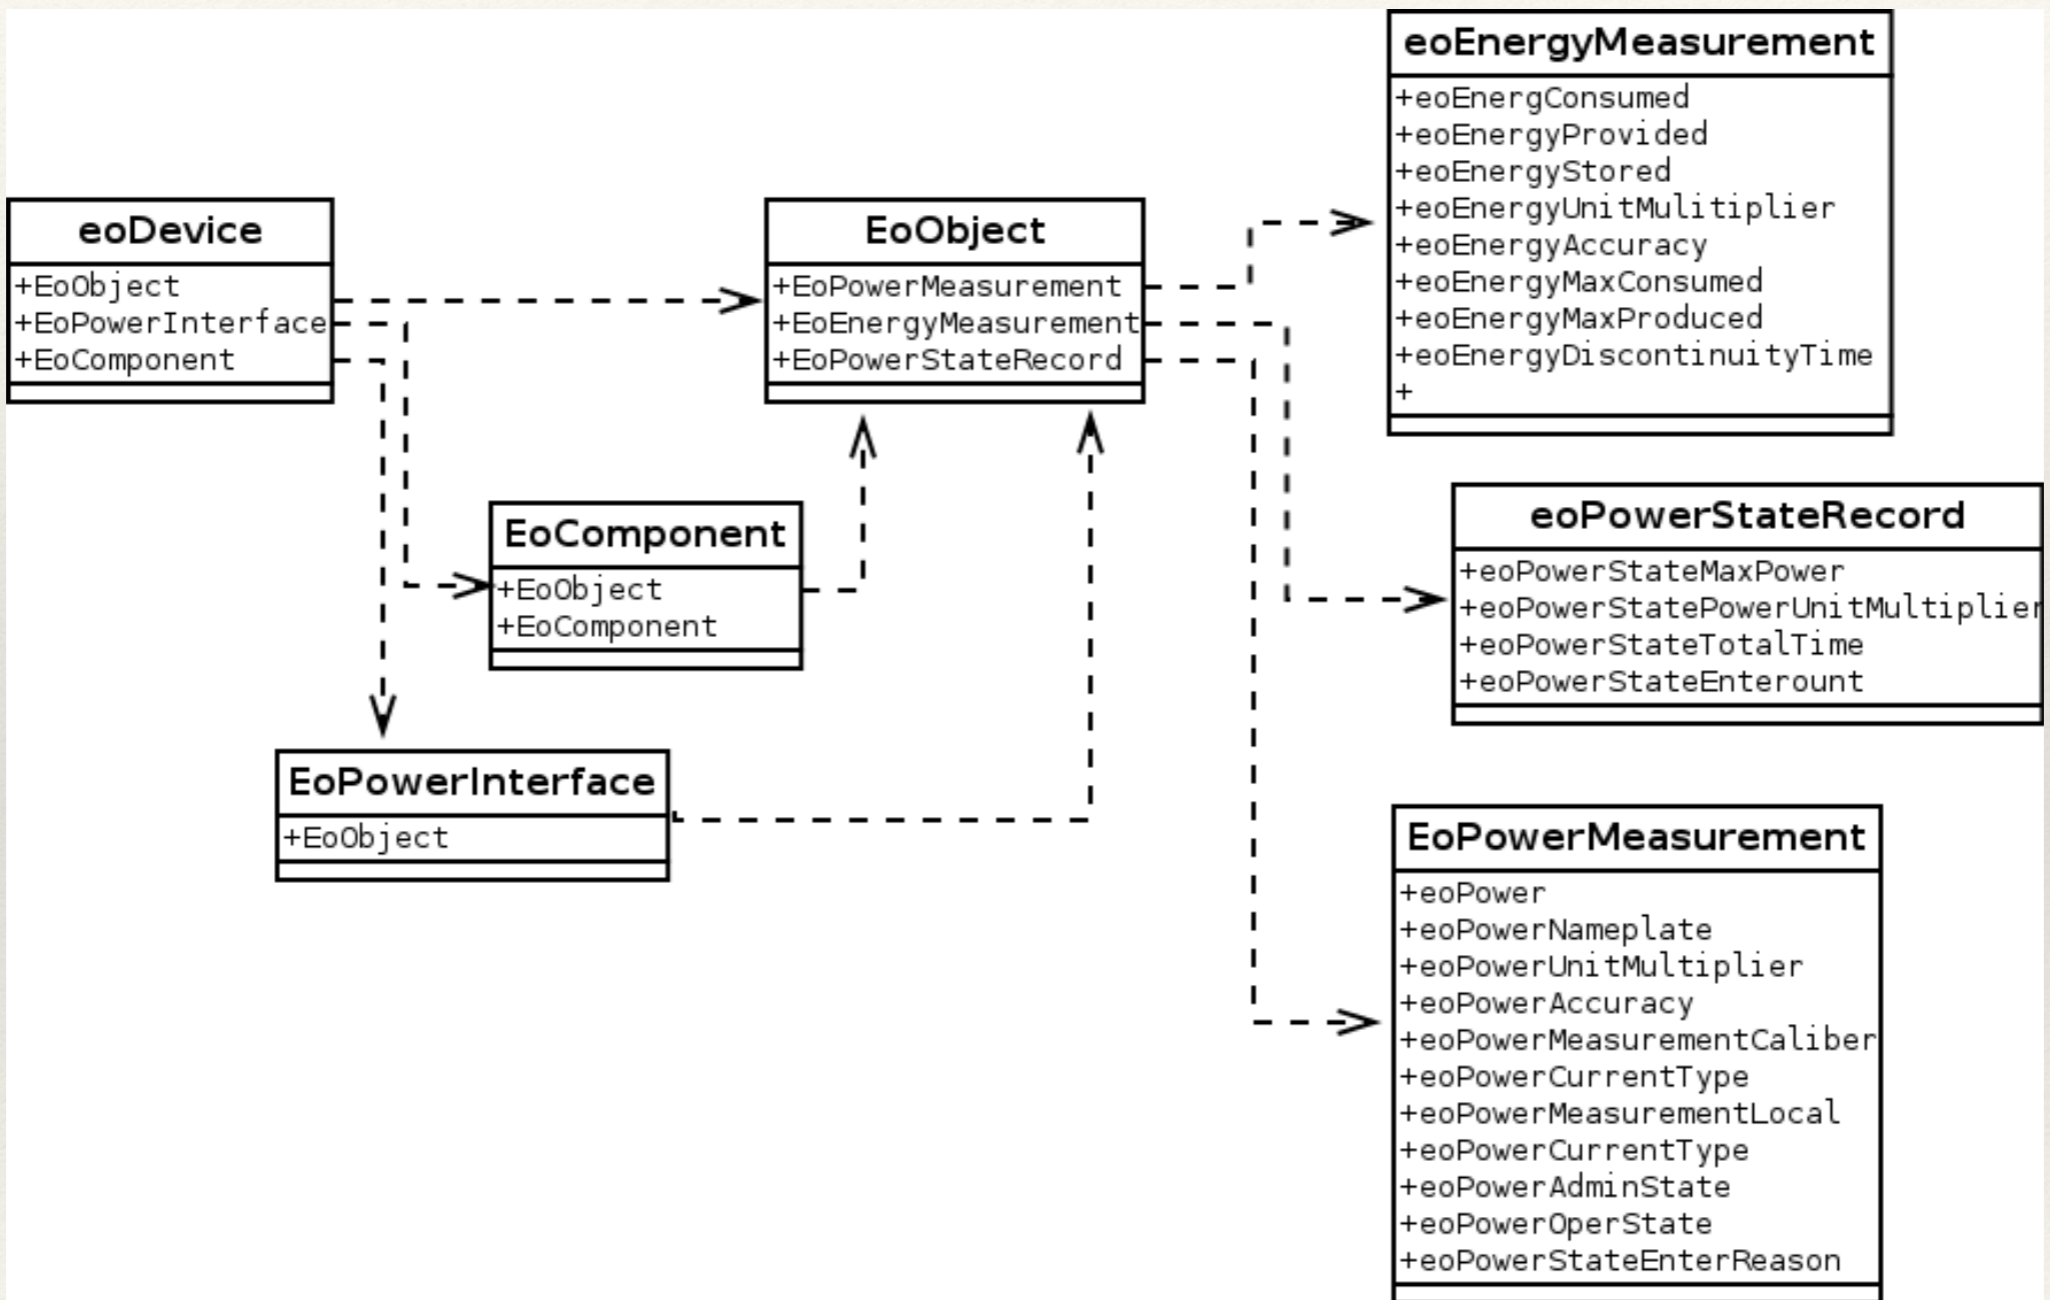 eoDevice
+EoObject
+EoPowerInterface
+EoComponent
EoObject
+EoPowerMeasurement
+EoEnergyMeasurement
+EoPowerStateRecord
EoComponent
+EoObject
+EoComponent
EoPowerInterface
+EoObject
eoEnergyMeasurement
+eoEnergConsumed
+eoEnergyProvided
+eoEnergyStored
+eoEnergyUnitMulitiplier
+eoEnergyAccuracy
+eoEnergyMaxConsumed
+eoEnergyMaxProduced
+eoEnergyDiscontinuityTime
+
eoPowerStateRecord
+eoPowerStateMaxPower
+eoPowerStatePowerUnitMultiplier
+eoPowerStateTotalTime
+eoPowerStateEnterount
EoPowerMeasurement
+eoPower
+eoPowerNameplate
+eoPowerUnitMultiplier
+eoPowerAccuracy
+eoPowerMeasurementCaliber
+eoPowerCurrentType
+eoPowerMeasurementLocal
+eoPowerCurrentType
+eoPowerAdminState
+eoPowerOperState
+eoPowerStateEnterReason